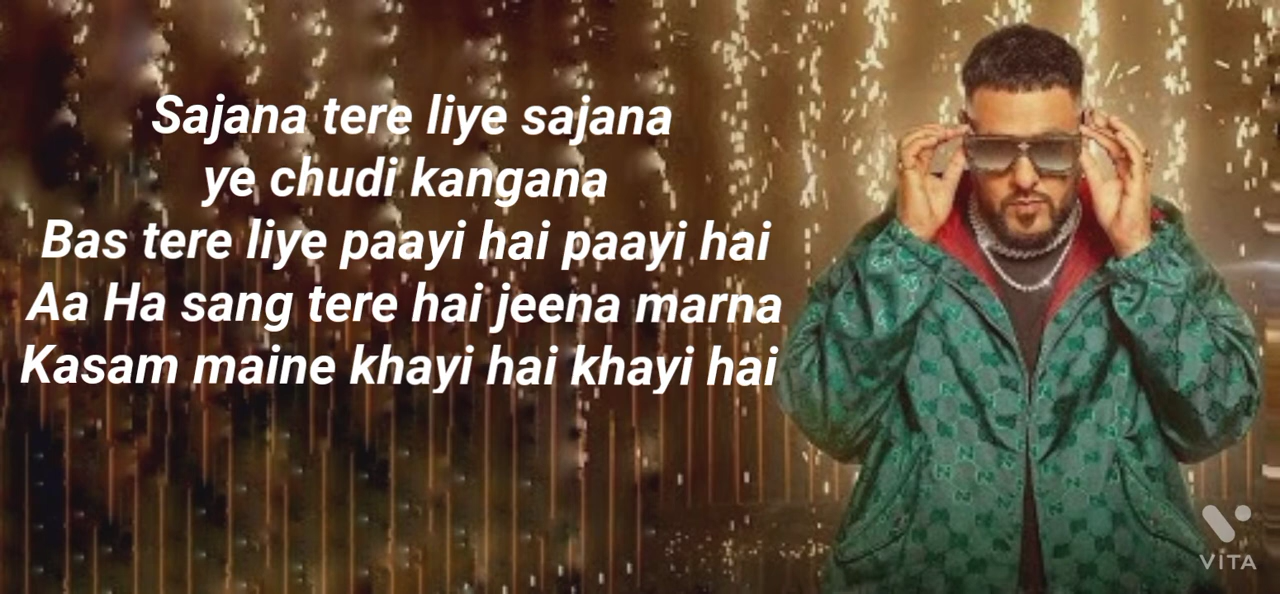 Sajana tere liye sajana
ye chudi kangana
Bas tere liye paayi hai paayi hai
Aa Ha sang tere hai jeena marna
Kasam maine khayi hai khayi hai
VITA